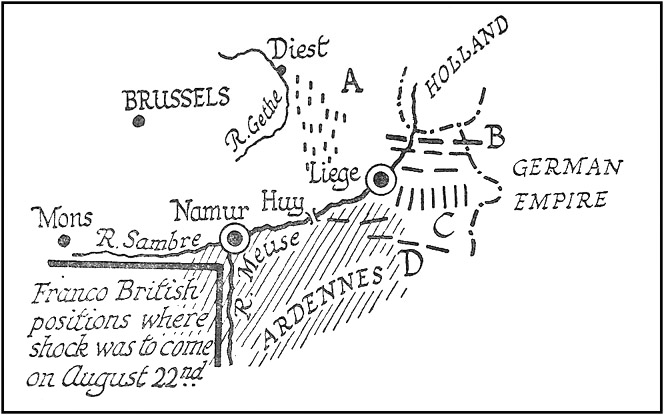 HOLLAND
Diest
A
BRUSSELS
R. Gethe
B
Liege
GERMAN
EMPIRE
Huy
Namur
Mons
C
R. Sambre
R. Meuse
D
ARDENNES
Franco British
positions where
shock was to come
on August 22nd